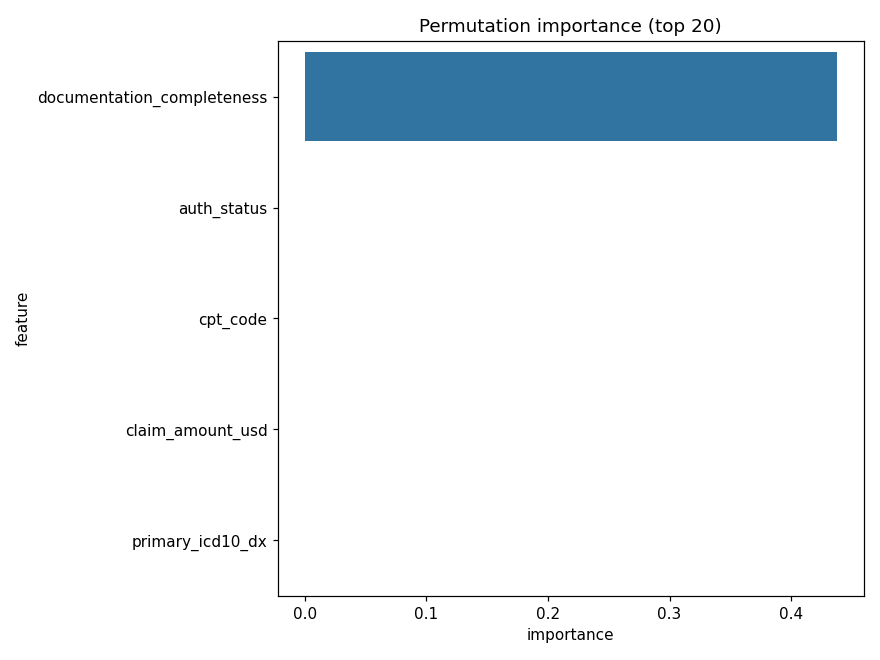 Permutation importance (top 20)
documentation_completeness
auth_status
cpt_code
claim_amount_usd
primary_icd10_dx
feature
0.0 0.1 0.2 0.3 0.4
importance